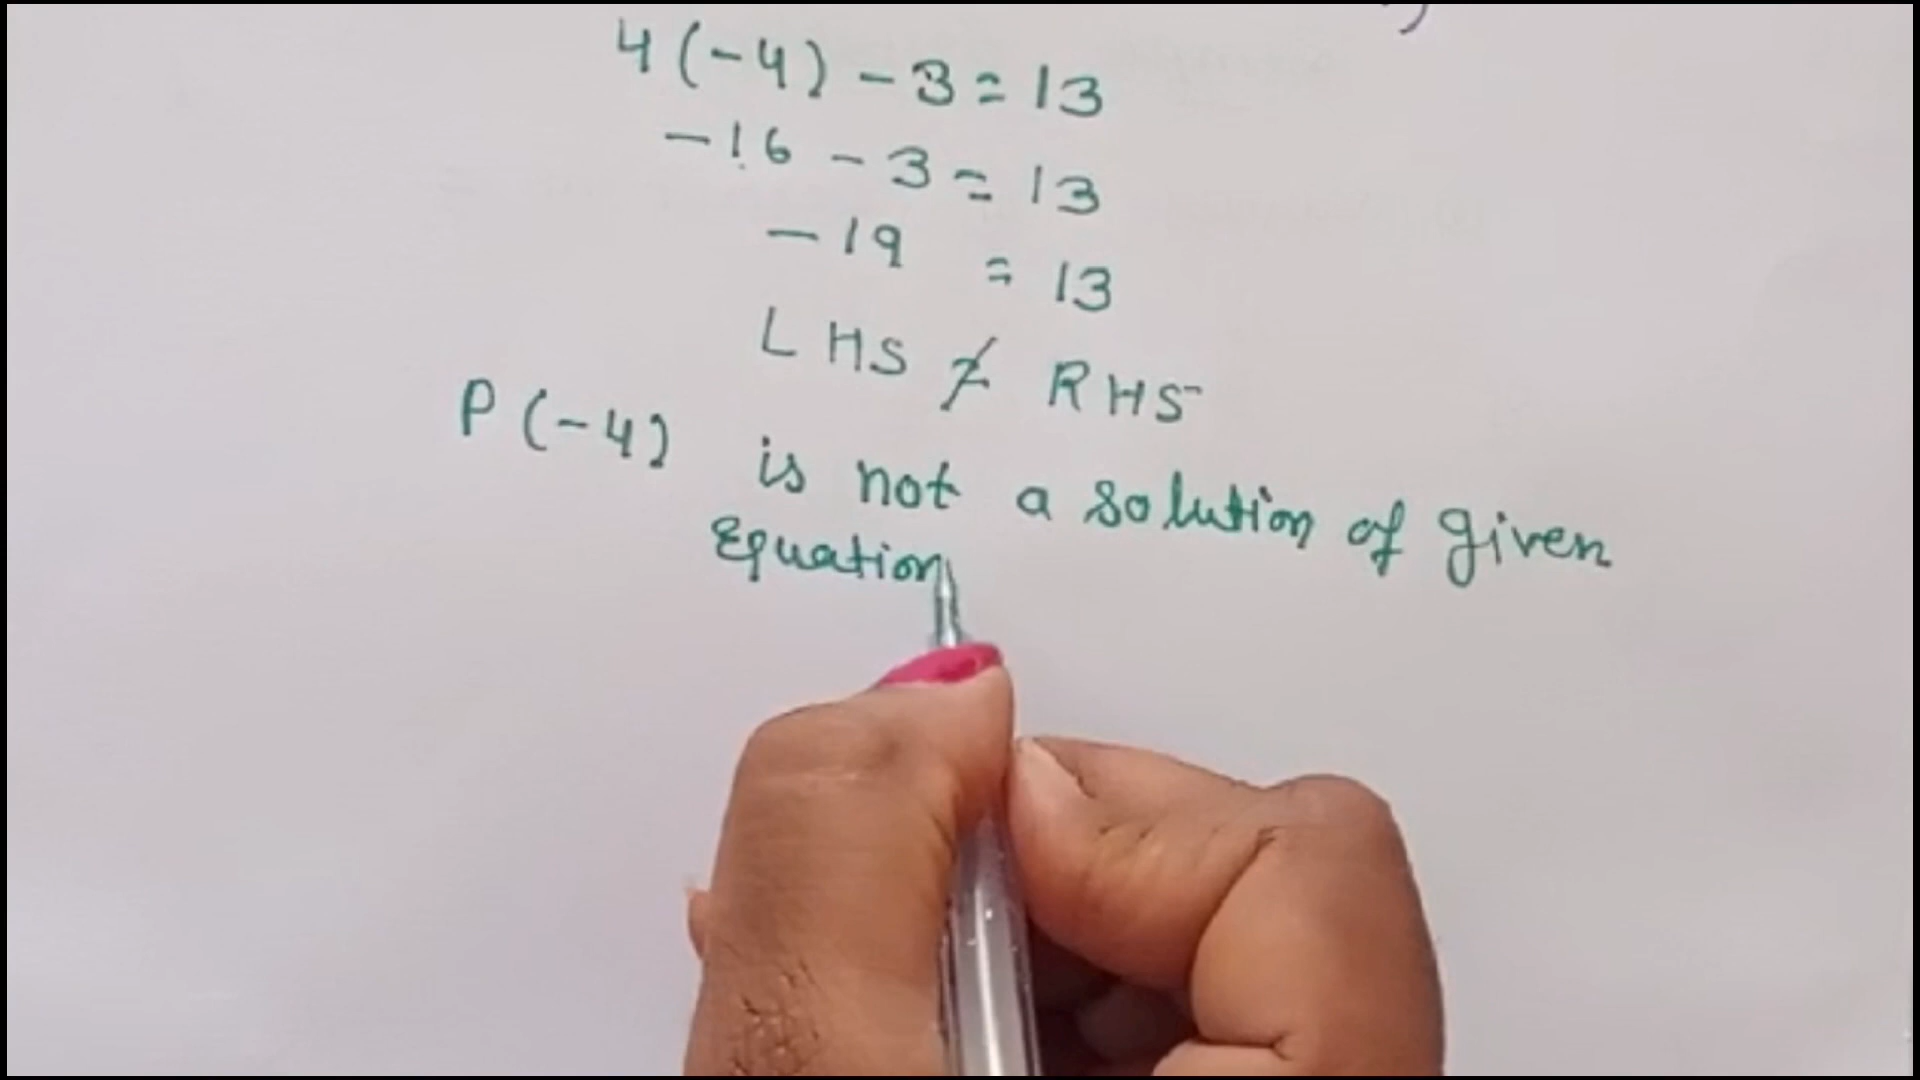 4 (-4) - 3 = 13
-16 - 3 = 13
-19 = 13
LHS ≠ RHS
P (-4) is not a solution of given
Equation